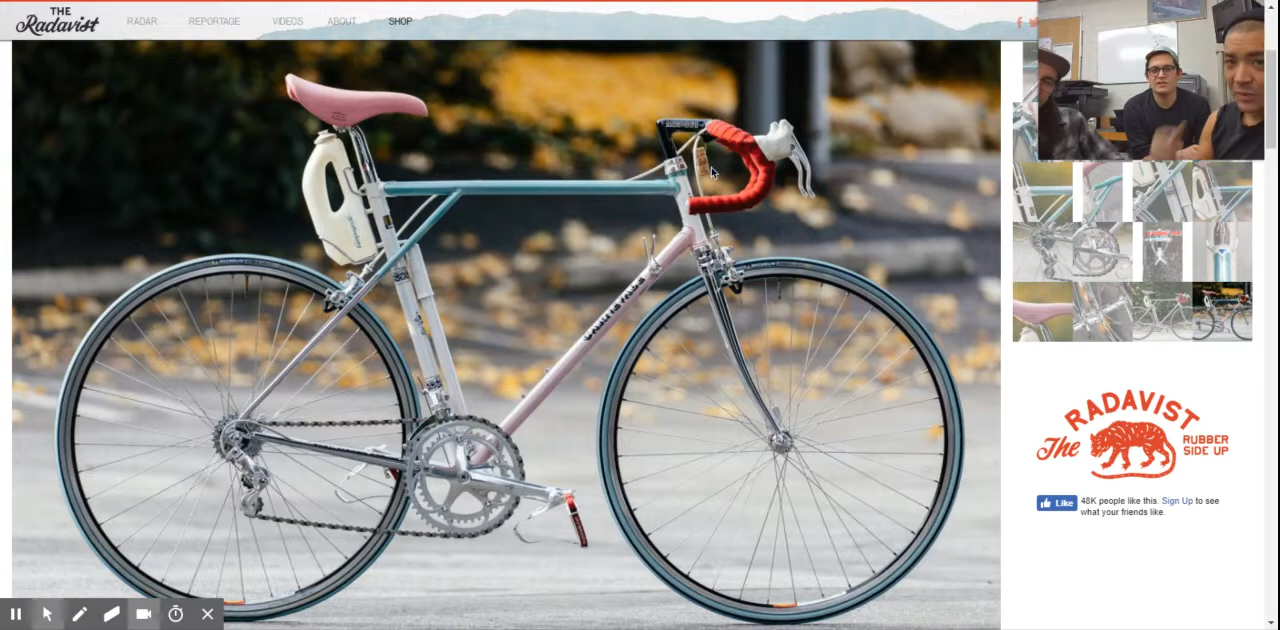 THE
Radavist
RADAR
REPORTAGE
VIDEOS
ABOUT
SHOP
RADAVIST
The
RUBBER
SIDE UP
Like
48K people like this. Sign Up to see
what your friends like.